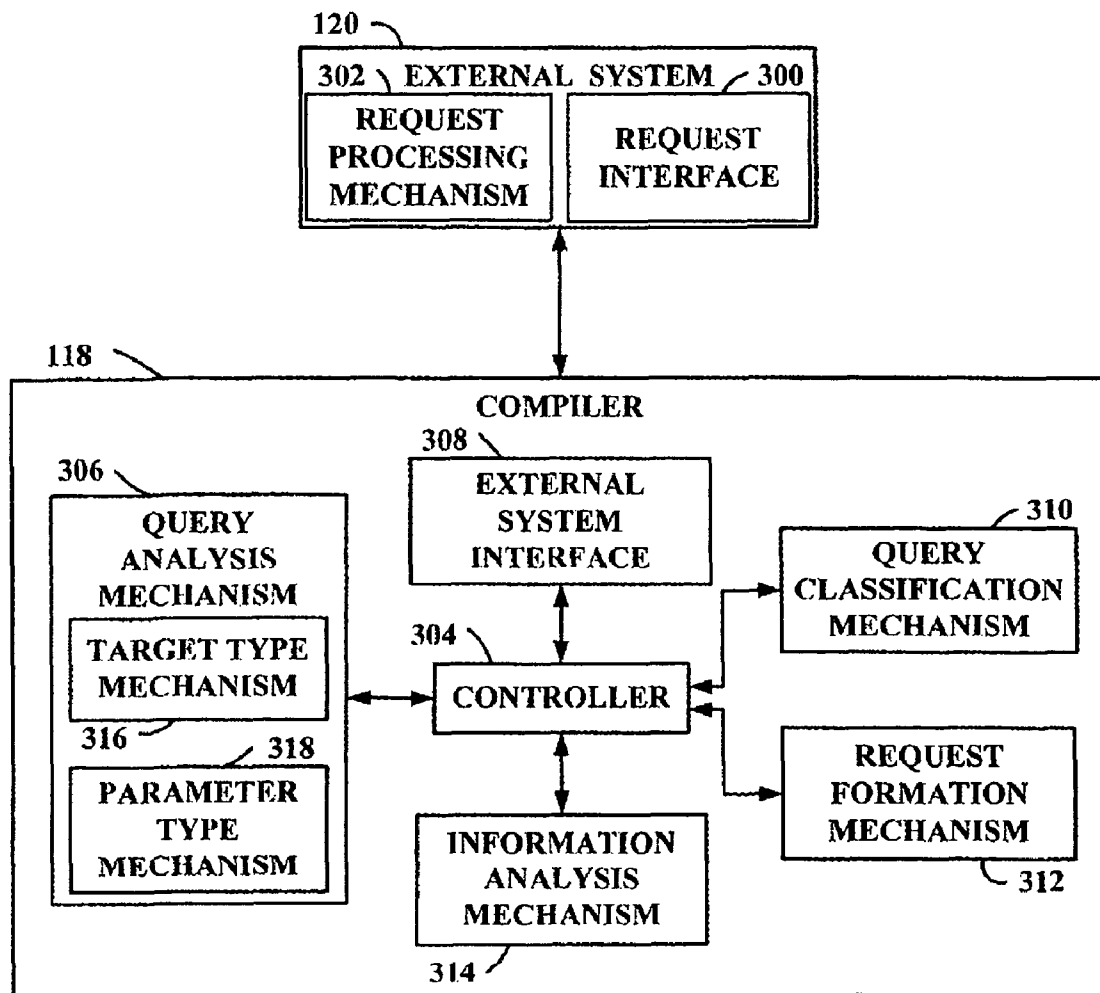 120
EXTERNAL SYSTEM
302
300
REQUEST
PROCESSING
MECHANISM
REQUEST
INTERFACE
118
COMPILER
306
QUERY
ANALYSIS
MECHANISM
TARGET TYPE
MECHANISM
316
318
PARAMETER
TYPE
MECHANISM
308
EXTERNAL
SYSTEM
INTERFACE
304
CONTROLLER
INFORMATION
ANALYSIS
MECHANISM
314
310
QUERY
CLASSIFICATION
MECHANISM
REQUEST
FORMATION
MECHANISM
312